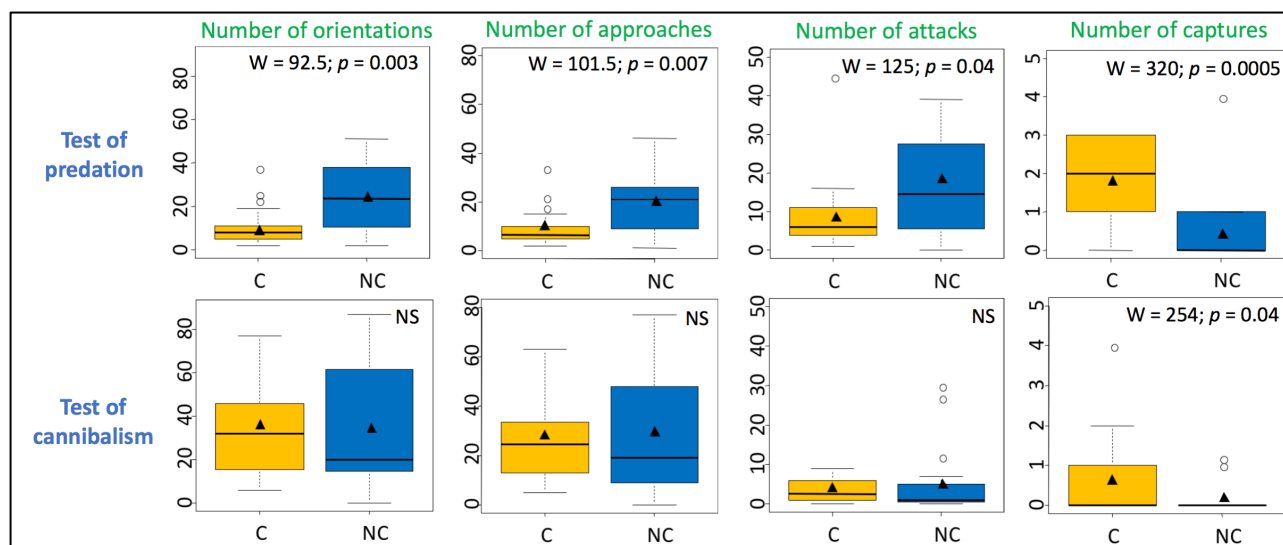 Number of orientations
Number of approaches
Number of attacks
Number of captures
Test of
predation
0 20 40 60 80
W = 92.5; p = 0.003
C NC
0 20 40 60 80
W = 101.5; p = 0.007
C NC
0 10 20 30 40 50
W = 125; p = 0.04
C NC
0 1 2 3 4 5
W = 320; p = 0.0005
C NC
Test of
cannibalism
0 20 40 60 80
NS
C NC
0 20 40 60 80
NS
C NC
0 10 20 30 40 50
NS
C NC
0 1 2 3 4 5
W = 254; p = 0.04
C NC